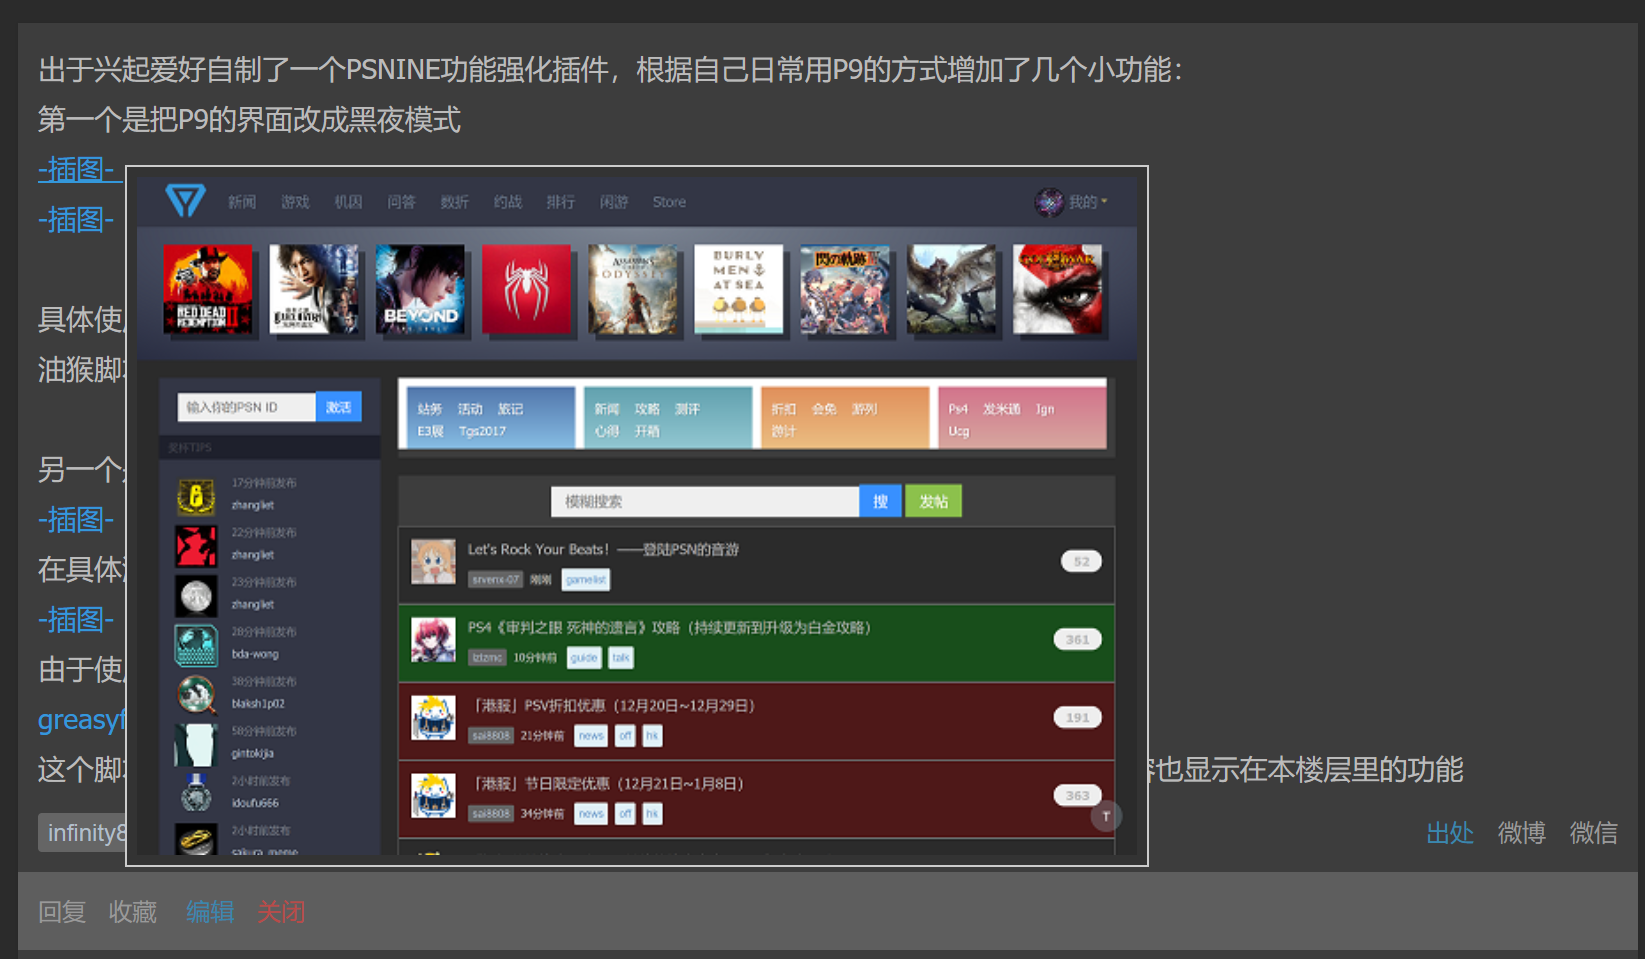 出于兴起爱好自制了一个PSNINE功能强化插件，根据自己日常用P9的方式增加了几个小功能：
第一个是把P9的界面改成黑夜模式
-插图-
-插图-
具体使
油猴脚
另一个
-插图-
在具体
-插图-
由于使
greasyf
这个脚
也显示在本楼层里的功能
infinity8
出处 微博 微信
回复 收藏 编辑 关闭
新闻 游戏 机因 问答 数折 约战 排行 闲游 Store
我的
RED DEAD REDEMPTION II
BEYOND
ASSASSIN'S CREED ODYSSEY
BURLY MEN AT SEA
閃の軌跡
GOD OF WAR
输入你的PSN ID 激活
奖杯TIPS
17分钟前发布
zhangliet
22分钟前发布
zhangliet
23分钟前发布
zhangliet
28分钟前发布
bda-wong
38分钟前发布
blaksh1p02
58分钟前发布
gintokijia
2小时前发布
idoufu666
2小时前发布
sakura_meme
站务 活动 旅记
E3展 Tgs2017
新闻 攻略 测评
心得 开箱
折扣 会免 游列
游计
Ps4 发米通 Ign
Ucg
模糊搜索 搜 发帖
Let's Rock Your Beats！——登陆PSN的音游
52
srvenx-07 刚刚 gamelist
PS4《审判之眼 死神的遗言》攻略（持续更新到升级为白金攻略）
361
lzlzmc 10分钟前 guide talk
「港服」PSV折扣优惠（12月20日~12月29日）
191
sai8808 21分钟前 news off hk
「港服」节日限定优惠（12月21日~1月8日）
363
sai8808 34分钟前 news off hk
T